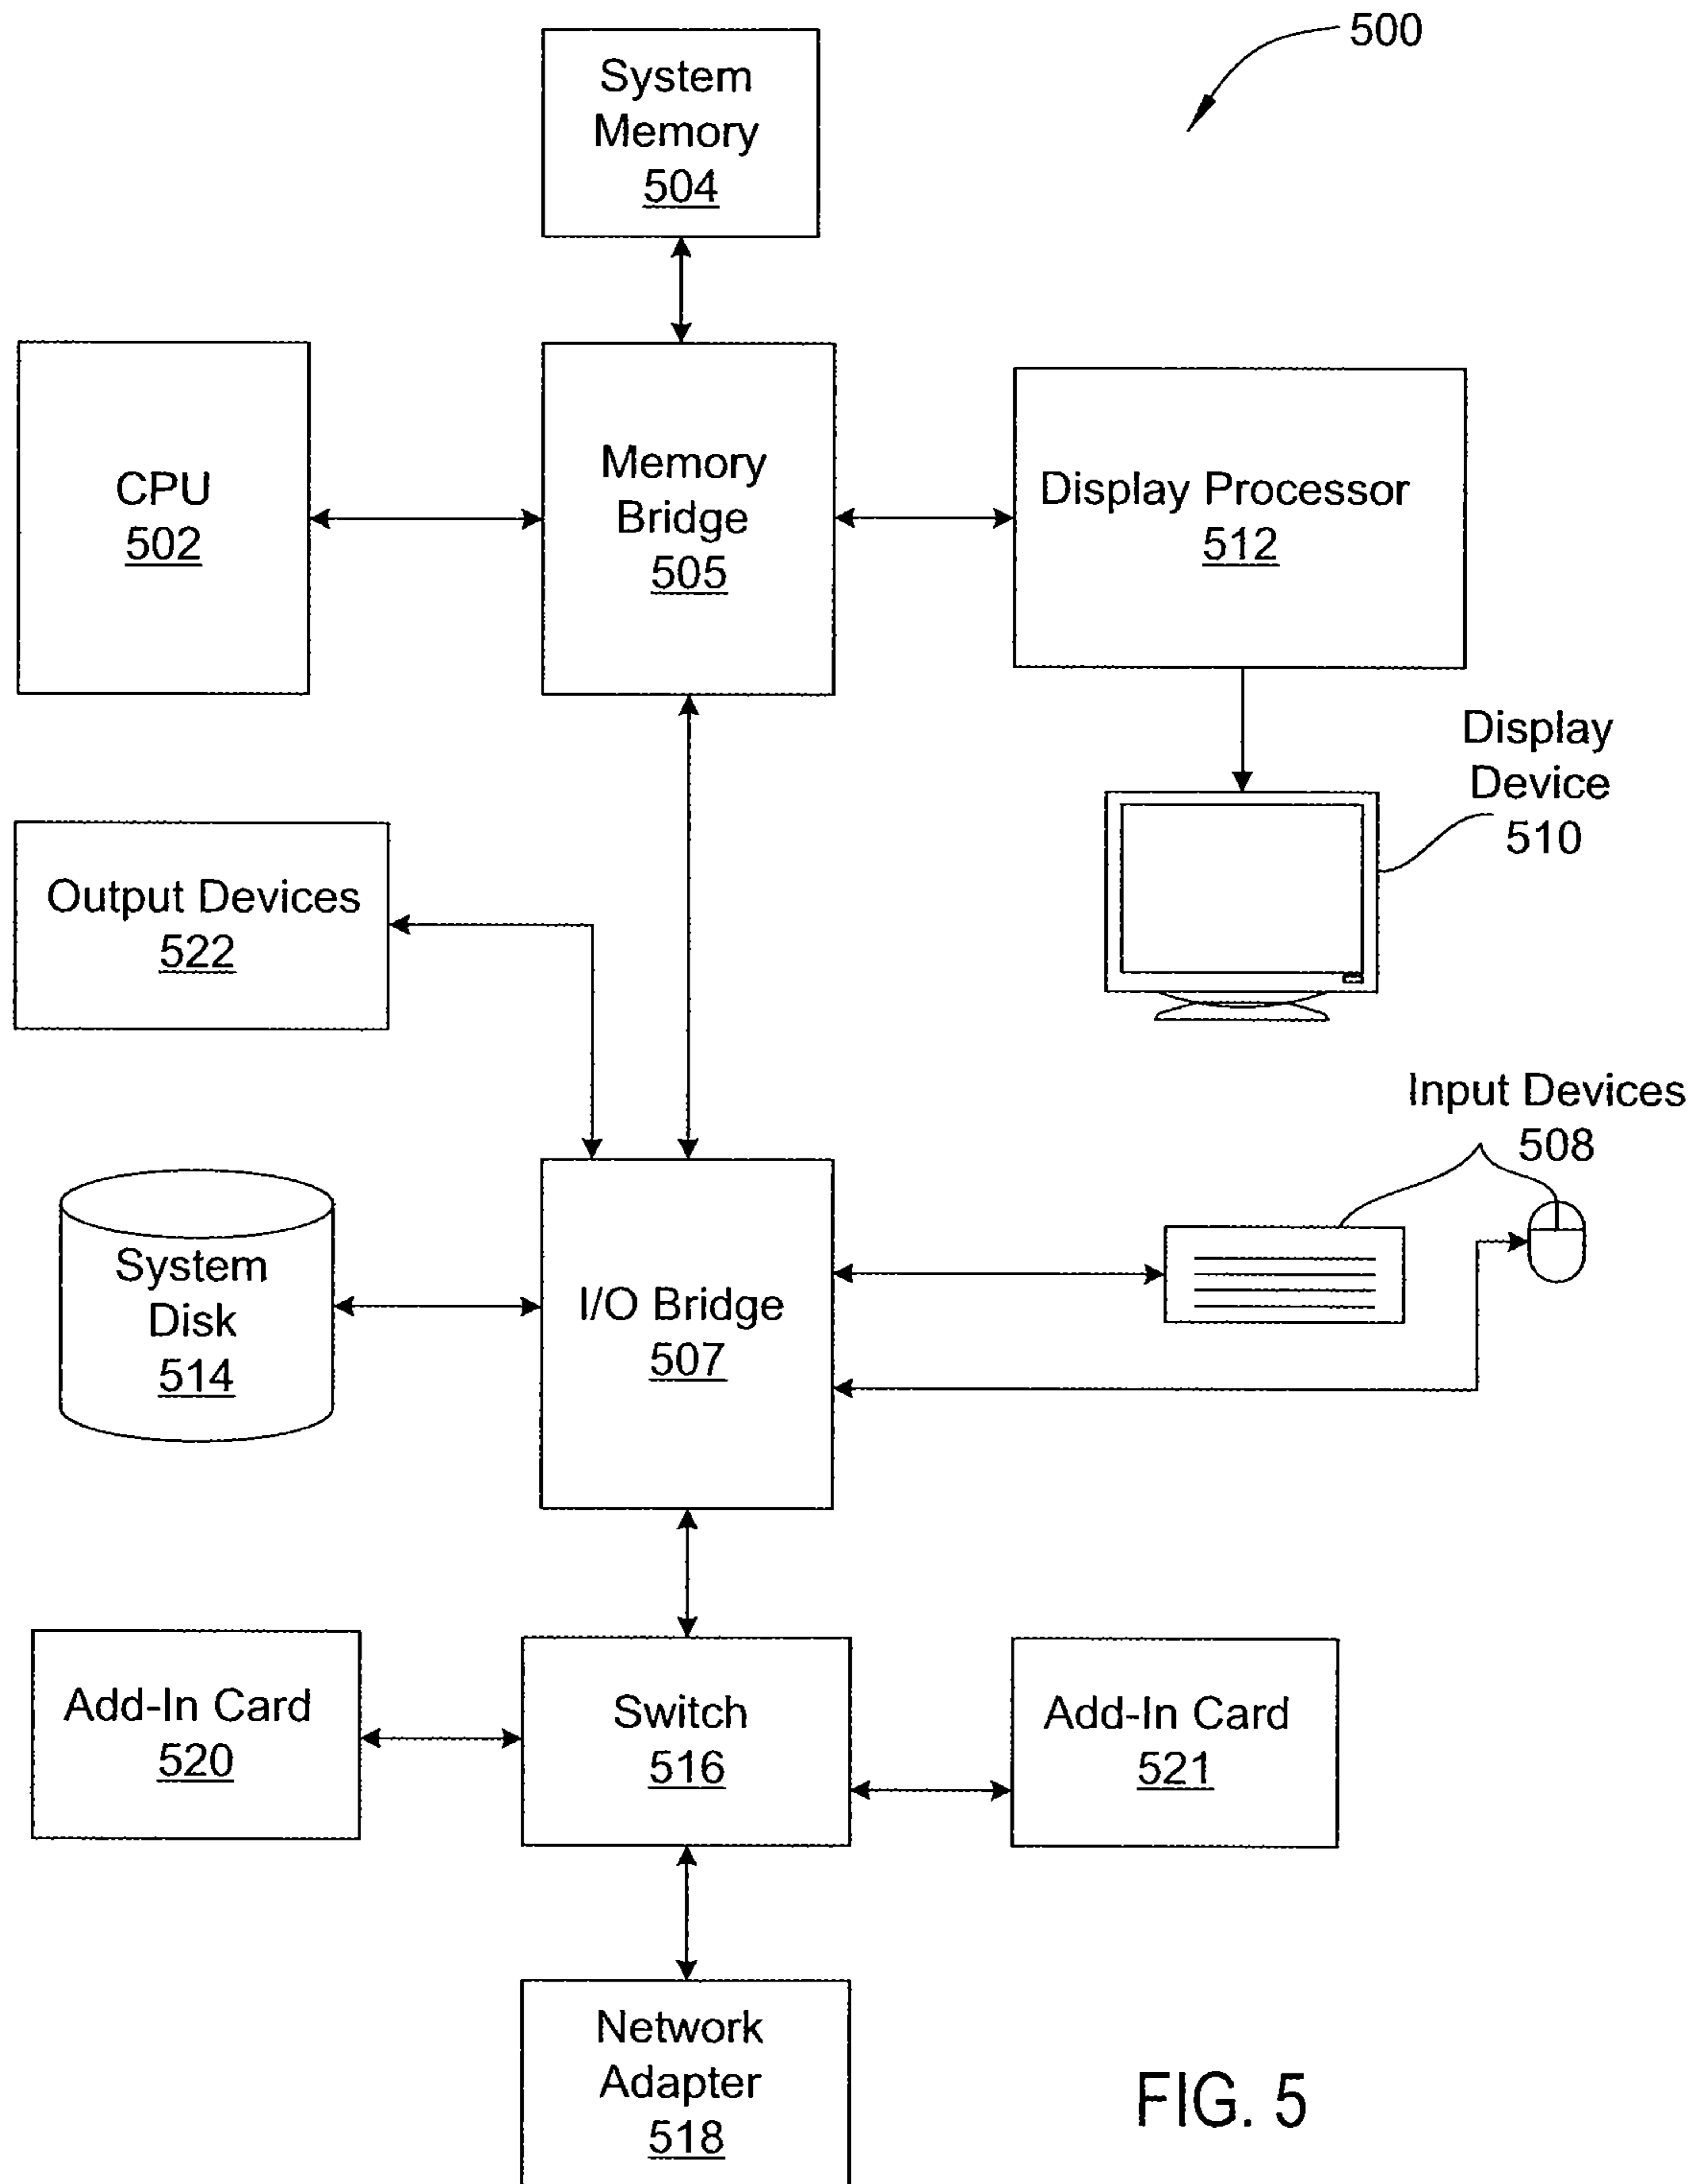 500
System
Memory
504
CPU
502
Memory
Bridge
505
Display Processor
512
Display
Device
510
Output Devices
522
Input Devices
508
System
Disk
514
I/O Bridge
507
Add-In Card
520
Switch
516
Add-In Card
521
Network
Adapter
518
FIG. 5